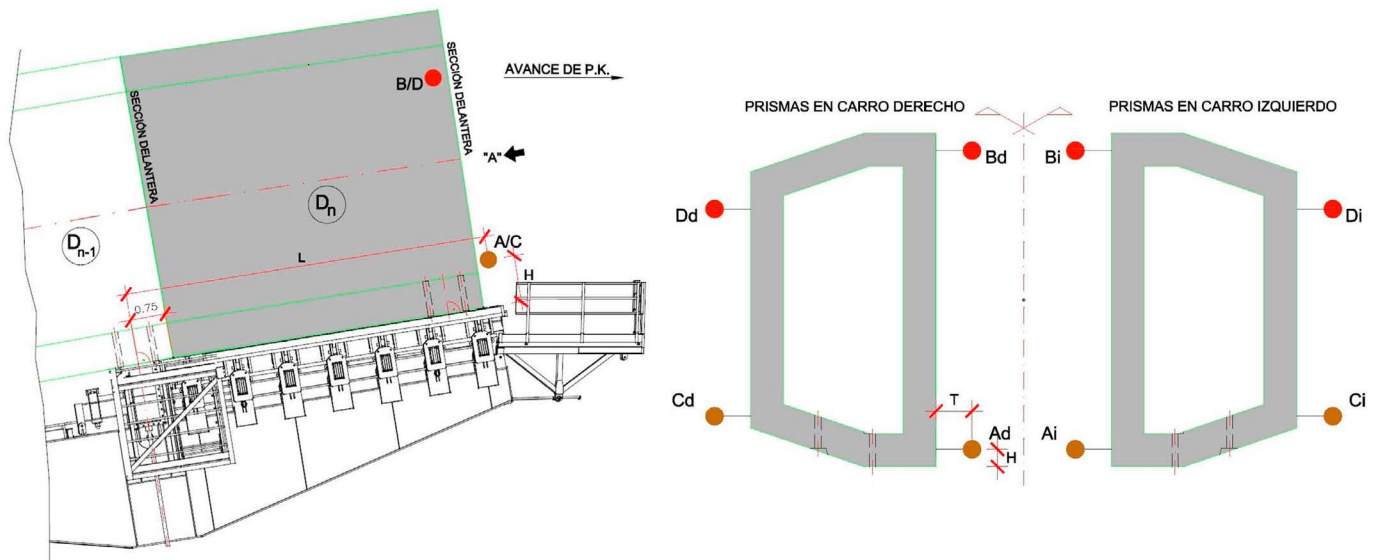 B/D
SECCIÓN DELANTERA
SECCIÓN DELANTERA
AVANCE DE P.K.
"A"
Dn
Dn-1
L
A/C
H
0.75
PRISMAS EN CARRO DERECHO
PRISMAS EN CARRO IZQUIERDO
Bd
Bi
Dd
Di
Cd
Ci
T
Ad
Ai
H